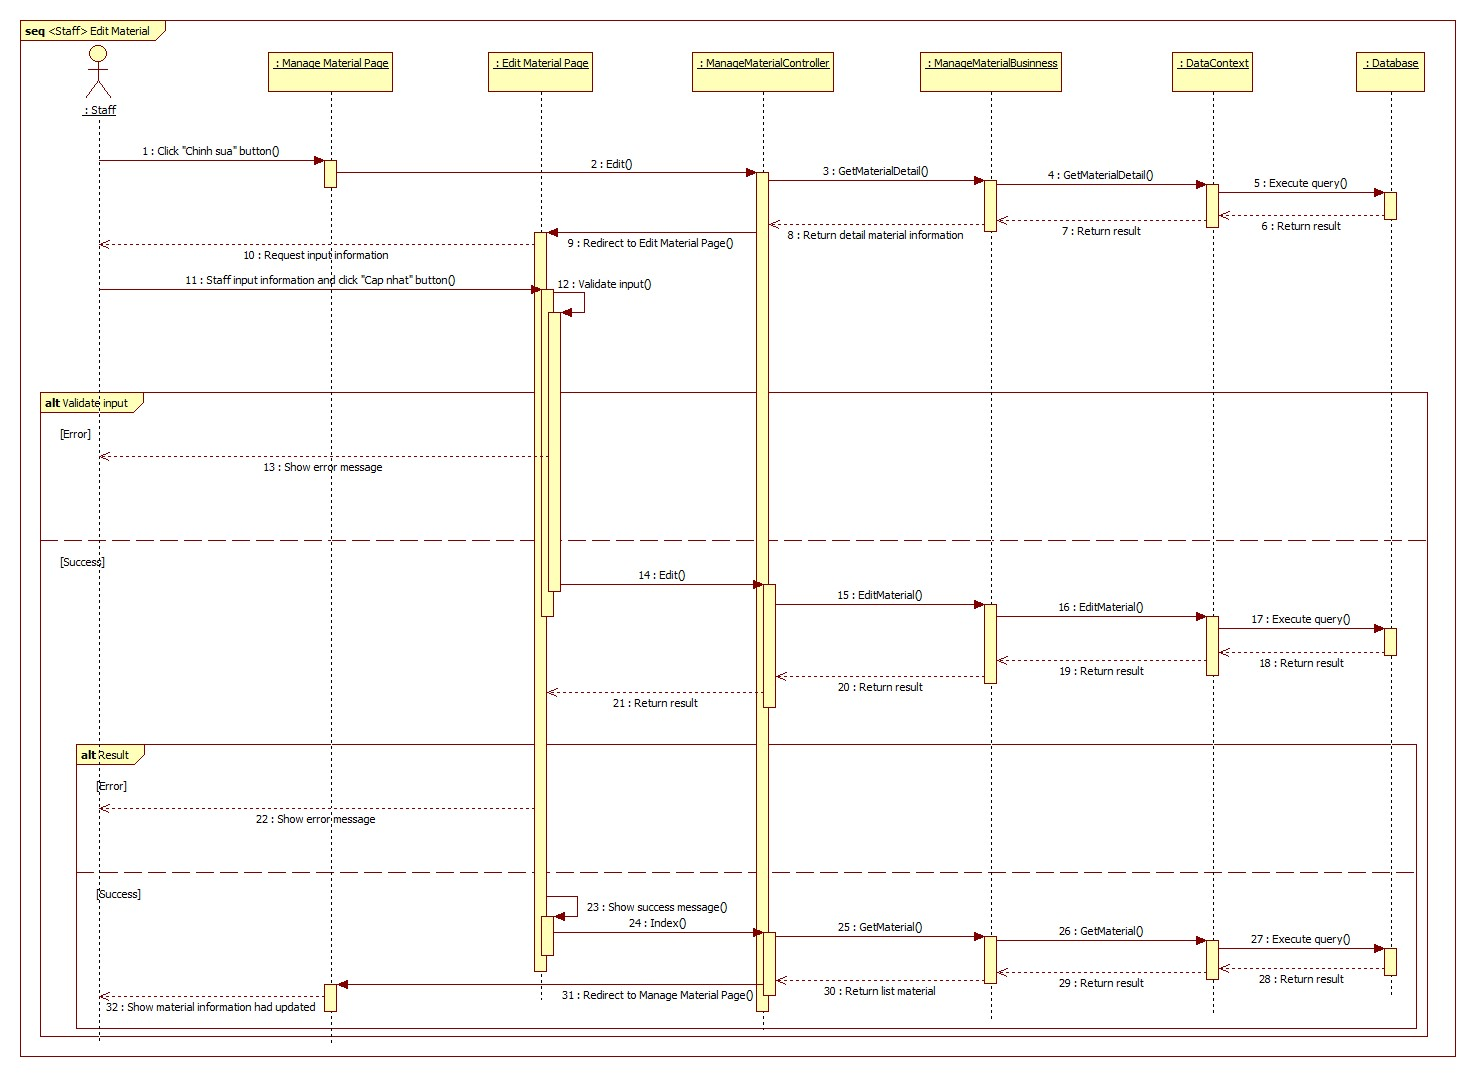 seq <Staff> Edit Material
: Staff
: Manage Material Page
: Edit Material Page
: ManageMaterialController
: ManageMaterialBusinness
: DataContext
: Database
1 : Click "Chinh sua" button()
2 : Edit()
3 : GetMaterialDetail()
4 : GetMaterialDetail()
5 : Execute query()
6 : Return result
7 : Return result
8 : Return detail material information
9 : Redirect to Edit Material Page()
10 : Request input information
11 : Staff input information and click "Cap nhat" button()
12 : Validate input()
alt Validate input
[Error]
13 : Show error message
[Success]
14 : Edit()
15 : EditMaterial()
16 : EditMaterial()
17 : Execute query()
18 : Return result
19 : Return result
20 : Return result
21 : Return result
alt Result
[Error]
22 : Show error message
[Success]
23 : Show success message()
24 : Index()
25 : GetMaterial()
26 : GetMaterial()
27 : Execute query()
28 : Return result
29 : Return result
30 : Return list material
31 : Redirect to Manage Material Page()
32 : Show material information had updated